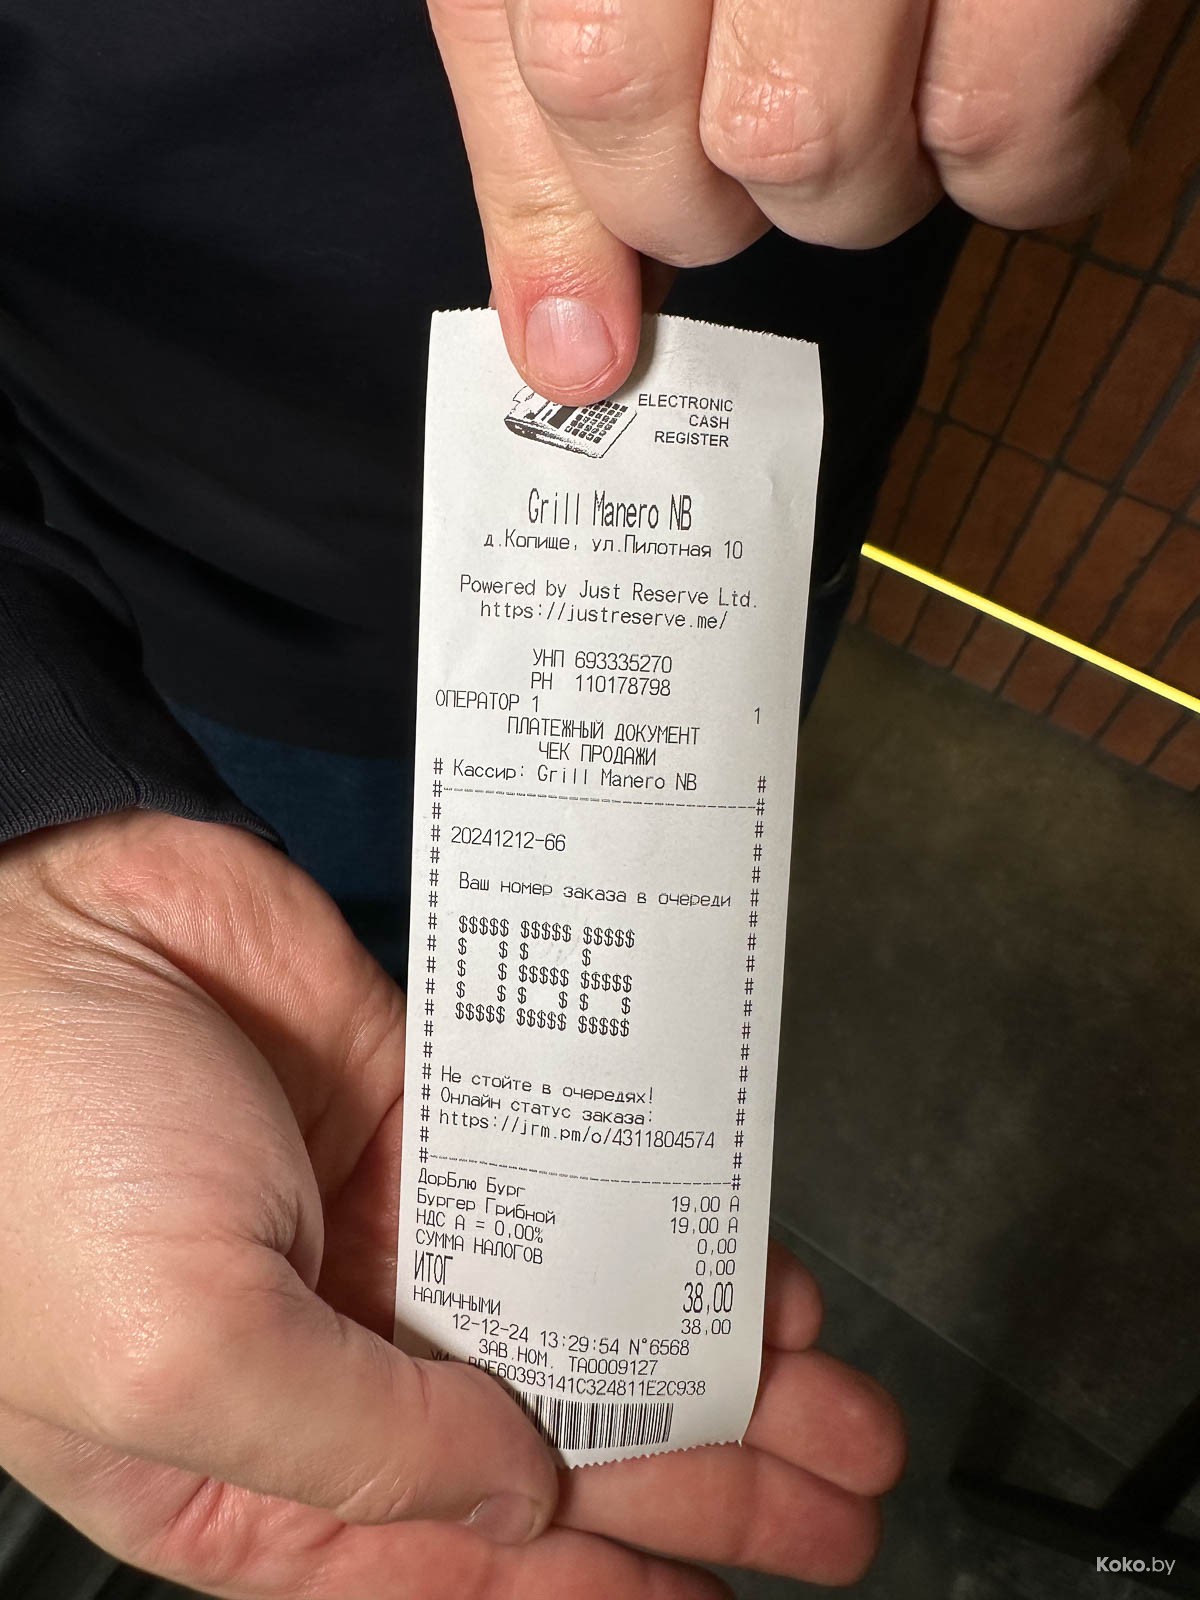 ELECTRONIC
CASH
REGISTER
Grill Manero NB
д.Копище, ул.Пилотная 10
Powered by Just Reserve Ltd.
https://justreserve.me/
УНП 693335270
РН 110178798
ОПЕРАТОР 1 1
ПЛАТЕЖНЫЙ ДОКУМЕНТ
ЧЕК ПРОДАЖИ
# Кассир: Grill Manero NB #
#------------------------------#
# #
# 20241212-66 #
# #
# Ваш номер заказа в очереди #
# #
# $$$$$ $$$$$ $$$$$ #
# $   $ $     $ #
# $   $ $$$$$ $$$$$ #
# $   $ $   $ $   $ #
# $$$$$ $$$$$ $$$$$ #
# #
# #
# Не стойте в очередях! #
# Онлайн статус заказа: #
# https://jrm.pm/o/4311804574 #
# #
#------------------------------#
ДорБлю Бург 19,00 А
Бургер Грибной 19,00 А
НДС А = 0,00% 0,00
СУММА НАЛОГОВ 0,00
ИТОГ 38,00
НАЛИЧНЫМИ 38,00
12-12-24 13:29:54 N°6568
ЗАВ.НОМ. TA0009127
E60393141C324811E2C938
Koko.by